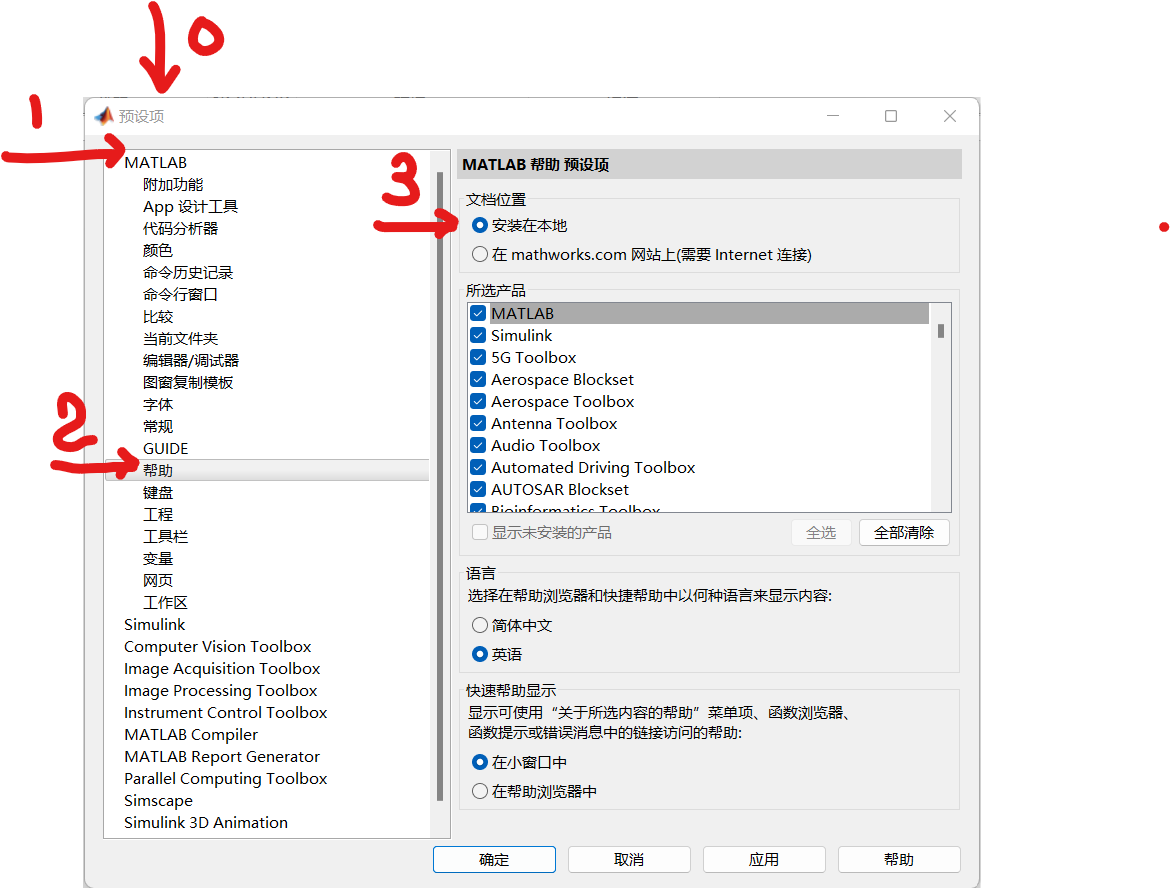 0
1
预设项
MATLAB
附加功能
App 设计工具
代码分析器
颜色
命令历史记录
命令行窗口
比较
当前文件夹
编辑器/调试器
图窗复制模板
字体
常规
GUIDE
2
帮助
键盘
工程
工具栏
变量
网页
工作区
Simulink
Computer Vision Toolbox
Image Acquisition Toolbox
Image Processing Toolbox
Instrument Control Toolbox
MATLAB Compiler
MATLAB Report Generator
Parallel Computing Toolbox
Simscape
Simulink 3D Animation
MATLAB 帮助 预设项
3
文档位置
安装在本地
在 mathworks.com 网站上(需要 Internet 连接)
所选产品
MATLAB
Simulink
5G Toolbox
Aerospace Blockset
Aerospace Toolbox
Antenna Toolbox
Audio Toolbox
Automated Driving Toolbox
AUTOSAR Blockset
Bioinformatics Toolbox
显示未安装的产品
全选
全部清除
语言
选择在帮助浏览器和快捷帮助中以何种语言来显示内容:
简体中文
英语
快速帮助显示
显示可使用“关于所选内容的帮助”菜单项、函数浏览器、
函数提示或错误消息中的链接访问的帮助:
在小窗口中
在帮助浏览器中
确定
取消
应用
帮助